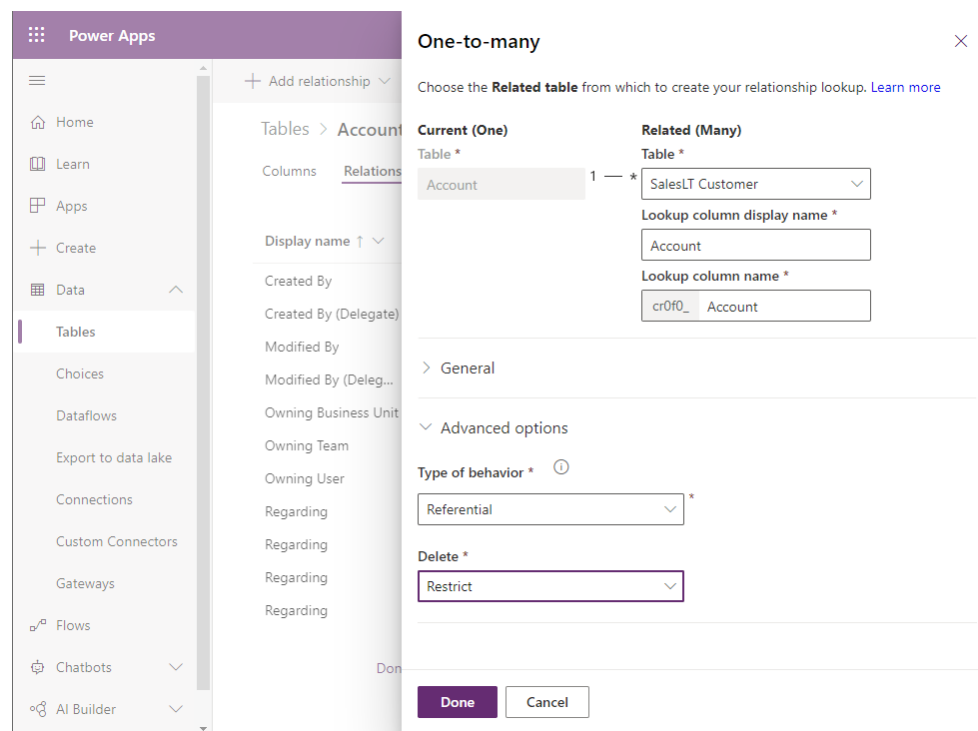 Power Apps
Home
Learn
Apps
Create
Data
Tables
Choices
Dataflows
Export to data lake
Connections
Custom Connectors
Gateways
Flows
Chatbots
AI Builder
Add relationship
Tables > Account
Columns Relations
Display name ↑
Created By
Created By (Delegate)
Modified By
Modified By (Deleg...
Owning Business Unit
Owning Team
Owning User
Regarding
Regarding
Regarding
Regarding
Don
One-to-many
Choose the Related table from which to create your relationship lookup. Learn more
Current (One)
Table *
Account
1 — *
Related (Many)
Table *
SalesLT Customer
Lookup column display name *
Account
Lookup column name *
cr0f0_ Account
General
Advanced options
Type of behavior *
Referential *
Delete *
Restrict
Done Cancel